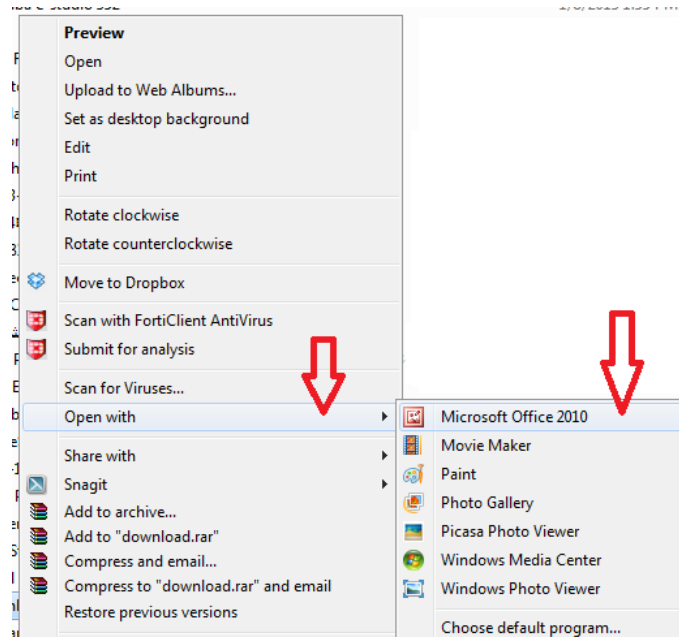 Preview
Open
Upload to Web Albums...
Set as desktop background
Edit
Print
Rotate clockwise
Rotate counterclockwise
Move to Dropbox
Scan with FortiClient AntiVirus
Submit for analysis
Scan for Viruses...
Open with
Share with
Snagit
Add to archive...
Add to "download.rar"
Compress and email...
Compress to "download.rar" and email
Restore previous versions
Microsoft Office 2010
Movie Maker
Paint
Photo Gallery
Picasa Photo Viewer
Windows Media Center
Windows Photo Viewer
Choose default program...